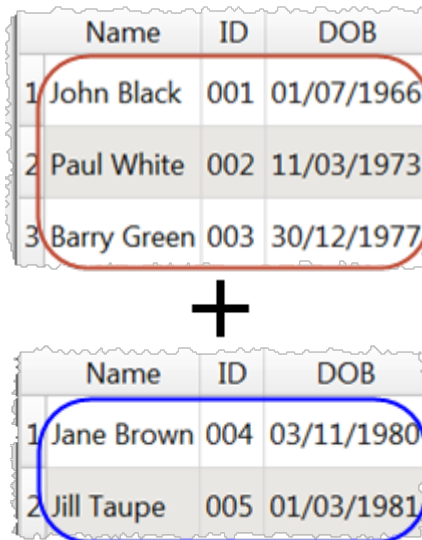 Name ID DOB
1 John Black 001 01/07/1966
2 Paul White 002 11/03/1973
3 Barry Green 003 30/12/1977
+
Name ID DOB
1 Jane Brown 004 03/11/1980
2 Jill Taupe 005 01/03/1981